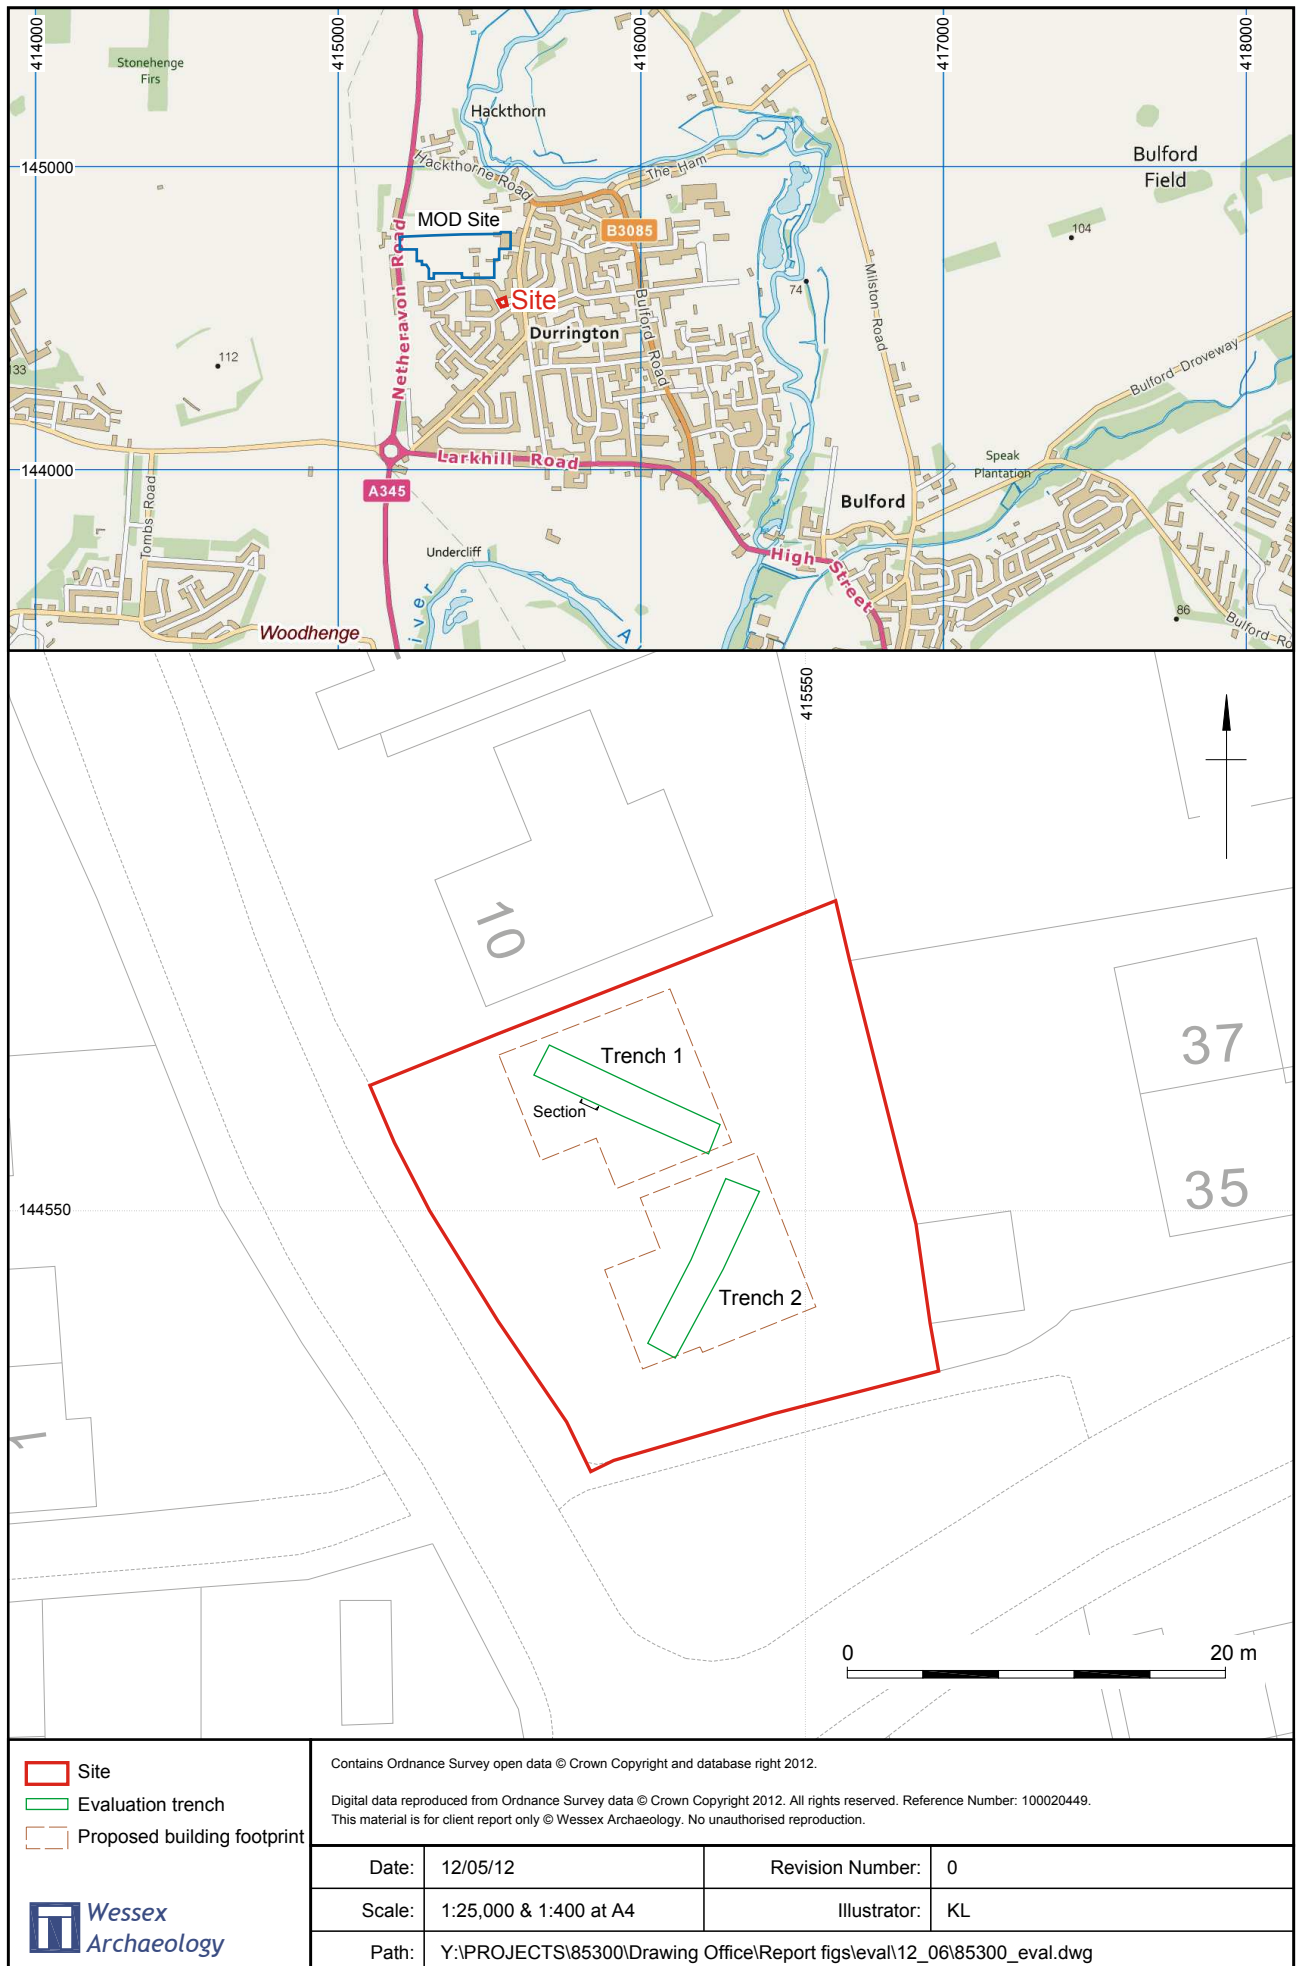 414000
415000
416000
417000
418000
Stonehenge
Firs
Hackthorn
145000
Hackthorne Road
The Ham
Bulford
Field
MOD Site
B3085
104
Site
74
Netheravon Road
Durrington
Bulford Road
Milston Road
112
133
Bulford Droveway
Larkhill Road
144000
A345
Speak
Plantation
Bulford
Tombs Road
Undercliff
High Street
iver
A
86
Woodhenge
Bulford Ro
415550
10
Trench 1
37
Section
35
144550
Trench 2
1
0
20 m
Site
Evaluation trench
Proposed building footprint
Wessex
Archaeology
Contains Ordnance Survey open data © Crown Copyright and database right 2012.
Digital data reproduced from Ordnance Survey data © Crown Copyright 2012. All rights reserved. Reference Number: 100020449.
This material is for client report only © Wessex Archaeology. No unauthorised reproduction.
Date: 12/05/12 Revision Number: 0
Scale: 1:25,000 & 1:400 at A4 Illustrator: KL
Path: Y:\PROJECTS\85300\Drawing Office\Report figs\eval\12_06\85300_eval.dwg